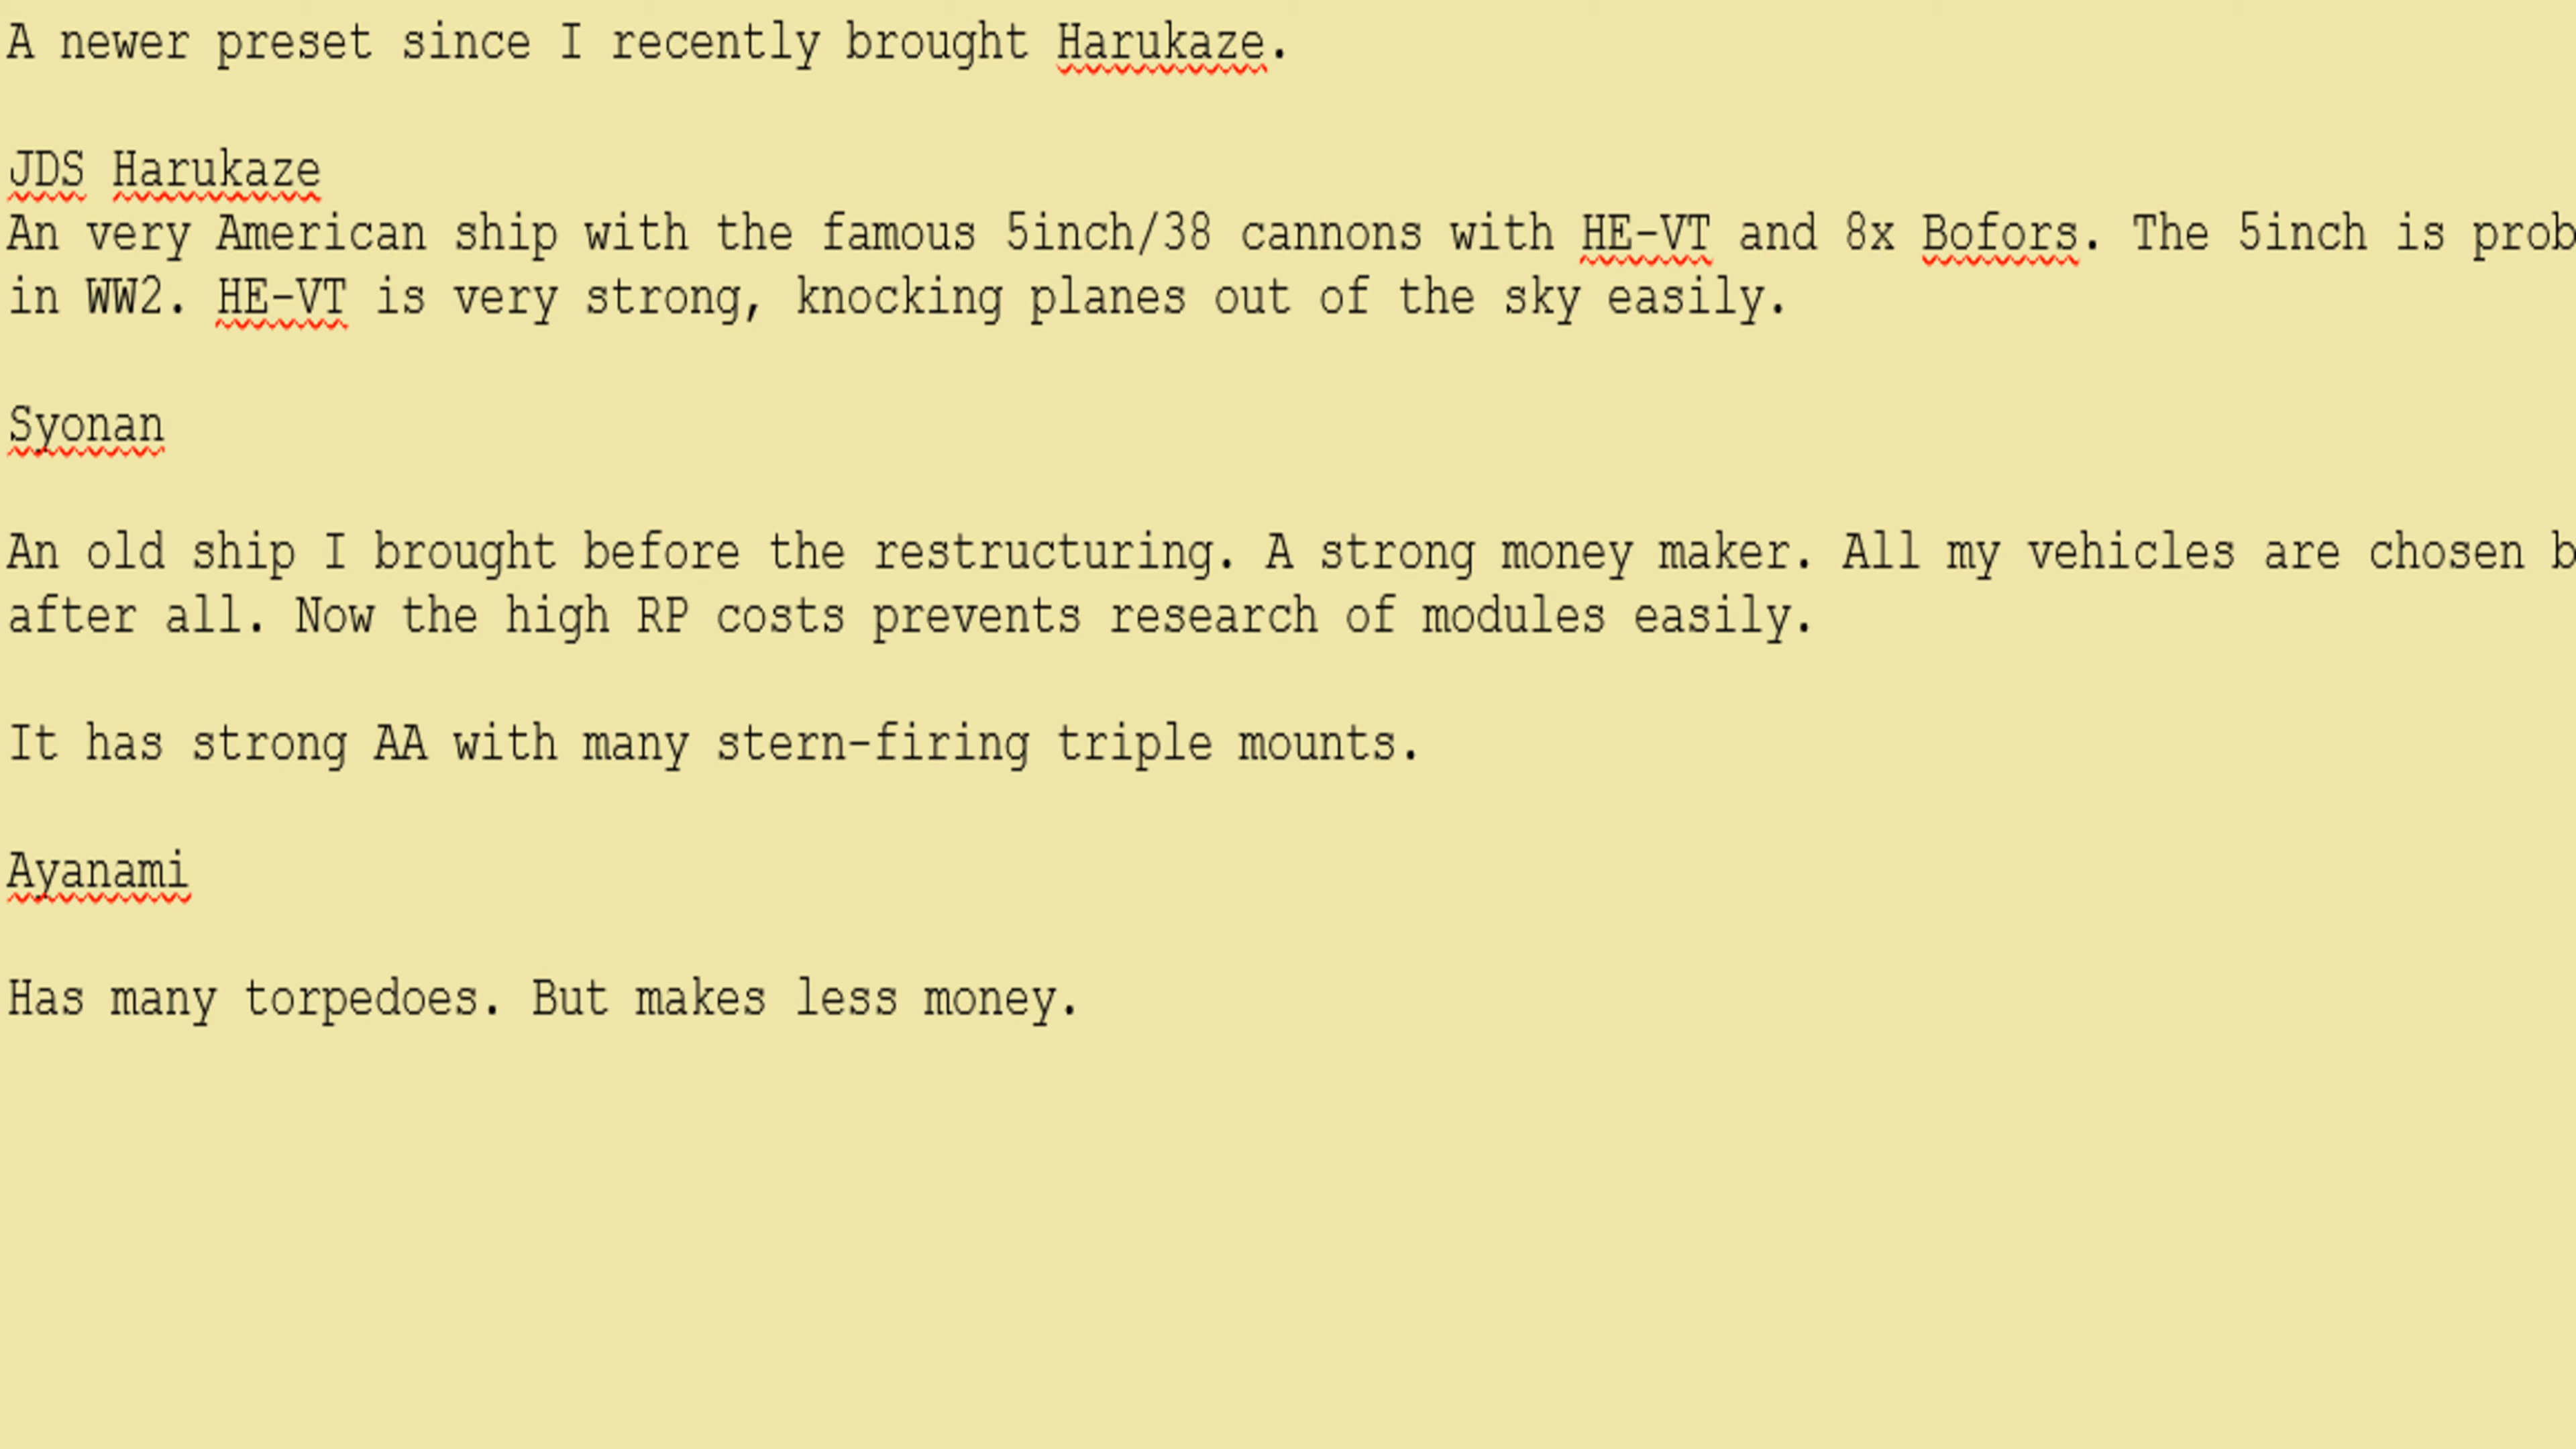 A newer preset since I recently brought Harukaze.
JDS Harukaze
An very American ship with the famous 5inch/38 cannons with HE-VT and 8x Bofors. The 5inch is
in WW2. HE-VT is very strong, knocking planes out of the sky easily.
Syonan
An old ship I brought before the restructuring. A strong money maker. All my vehicles are chosen
after all. Now the high RP costs prevents research of modules easily.
It has strong AA with many stern-firing triple mounts.
Ayanami
Has many torpedoes. But makes less money.